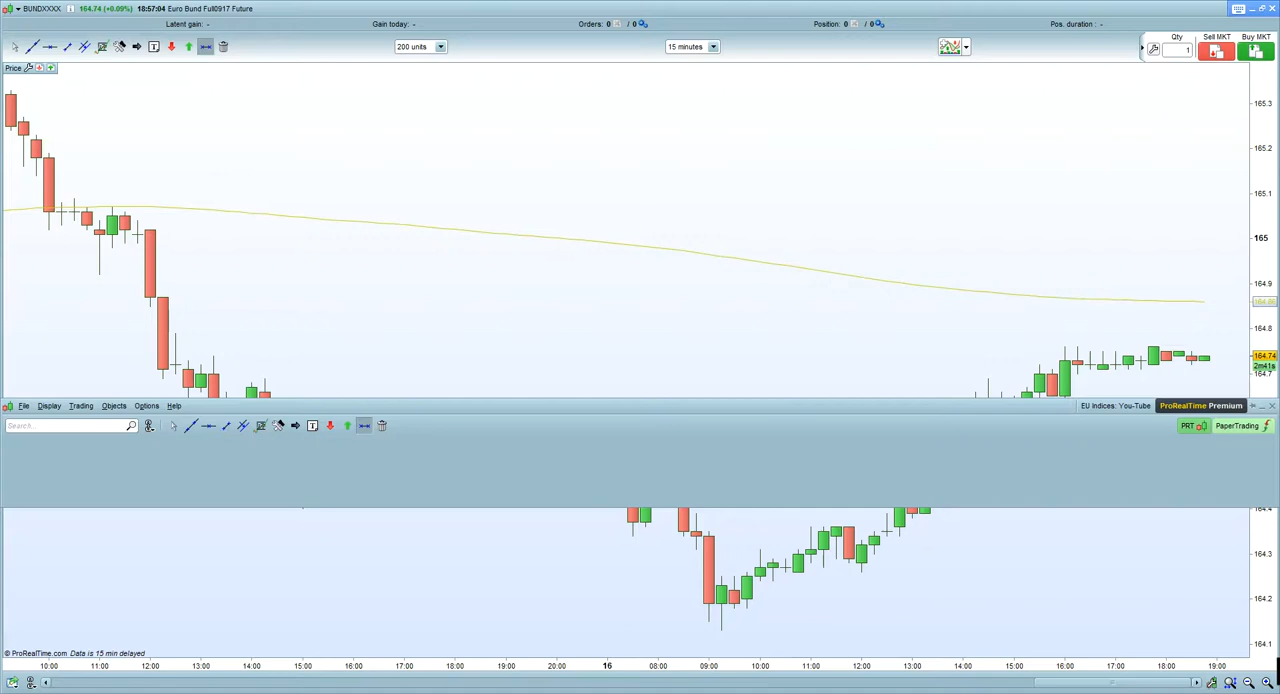 BUNDXXXX 164.74 (+0.09%) 18:57:04 Euro Bund Full0917 Future
Latent gain: - Gain today: - Orders: 0 / 0 Position: 0 / 0 Pos. duration : -
200 units 15 minutes Qty 1 Sell MKT Buy MKT
Price
165.3
165.2
165.1
165
164.9
164.86
164.8
164.74
2m41s
164.7
File Display Trading Objects Options Help EU Indices: You-Tube ProRealTime Premium
Search... PRT PaperTrading
164.4
164.3
164.2
164.1
© ProRealTime.com Data is 15 min delayed
10:00 11:00 12:00 13:00 14:00 15:00 16:00 17:00 18:00 19:00 20:00 16 08:00 09:00 10:00 11:00 12:00 13:00 14:00 15:00 16:00 17:00 18:00 19:00